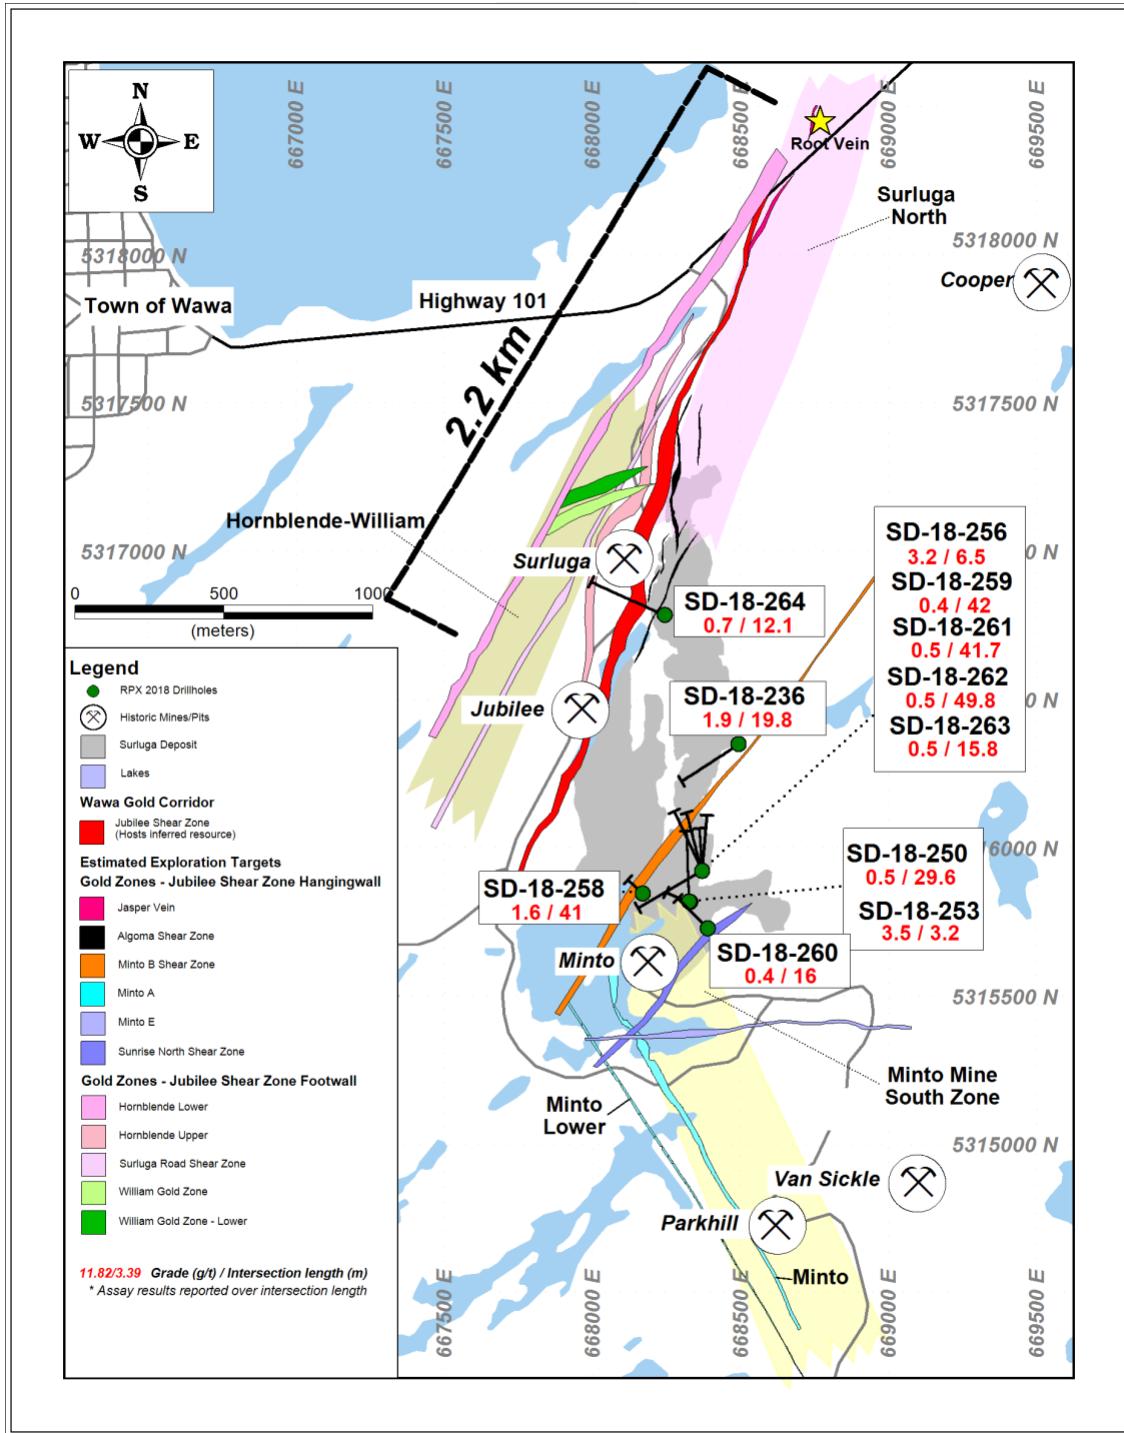 N
W E
S
667000 E
667500 E
668000 E
668500 E
669000 E
669500 E
Root Vein
Surluga
North
5318000 N
5318000 N
Cooper
Town of Wawa
Highway 101
2.2 km
5317500 N
5317500 N
Hornblende-William
5317000 N
0 N
Surluga
SD-18-256
3.2 / 6.5
SD-18-259
0.4 / 42
SD-18-261
0.5 / 41.7
SD-18-262
0.5 / 49.8
SD-18-263
0.5 / 15.8
0 500 1000
(meters)
SD-18-264
0.7 / 12.1
SD-18-236
1.9 / 19.8
0 N
Jubilee
Legend
RPX 2018 Drillholes
Historic Mines/Pits
Surluga Deposit
Lakes
Wawa Gold Corridor
Jubilee Shear Zone
(Hosts inferred resource)
Estimated Exploration Targets
Gold Zones - Jubilee Shear Zone Hangingwall
Jasper Vein
Algoma Shear Zone
Minto B Shear Zone
Minto A
Minto E
Sunrise North Shear Zone
Gold Zones - Jubilee Shear Zone Footwall
Hornblende Lower
Hornblende Upper
Surluga Road Shear Zone
William Gold Zone
William Gold Zone - Lower
11.82/3.39 Grade (g/t) / Intersection length (m)
* Assay results reported over intersection length
16000 N
SD-18-250
0.5 / 29.6
SD-18-253
3.5 / 3.2
SD-18-258
1.6 / 41
SD-18-260
0.4 / 16
Minto
5315500 N
Minto Mine
South Zone
Minto
Lower
5315000 N
Van Sickle
Parkhill
Minto
667500 E
668000 E
668500 E
669000 E
669500 E